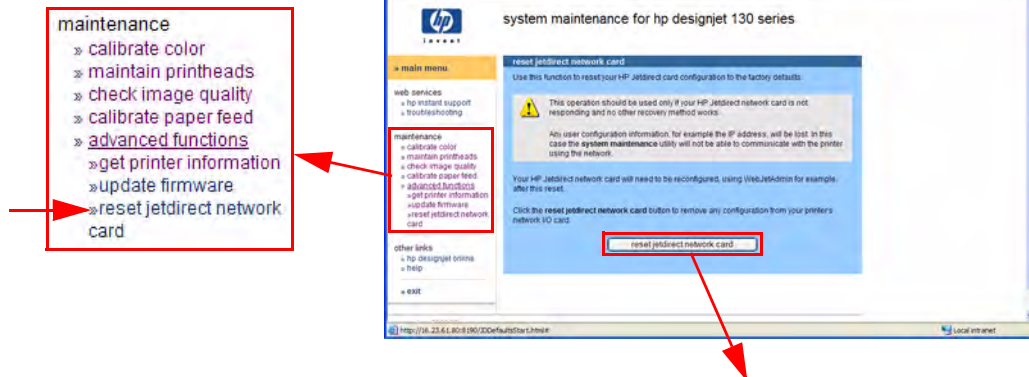 maintenance
» calibrate color
» maintain printheads
» check image quality
» calibrate paper feed
» advanced functions
»get printer information
»update firmware
»reset jetdirect network
card
hp
invent
system maintenance for hp designjet 130 series
» main menu
web services
» hp instant support
» troubleshooting
maintenance
» calibrate color
» maintain printheads
» check image quality
» calibrate paper feed
» advanced functions
»get printer information
»update firmware
»reset jetdirect network
card
other links
» hp designjet online
» help
» exit
reset jetdirect network card
Use this function to reset your HP Jetdirect card configuration to the factory defaults.
This operation should be used only if your HP Jetdirect network card is not
responding and no other recovery method works.
Any user configuration information, for example the IP address, will be lost. In this
case the system maintenance utility will not be able to communicate with the printer
using the network.
Your HP Jetdirect network card will need to be reconfigured, using WebJetAdmin for example,
after this reset.
Click the reset jetdirect network card button to remove any configuration from your printer's
network I/O card.
reset jetdirect network card
http://16.23.61.80:8190/JDDefaultsStart.html#
Local intranet